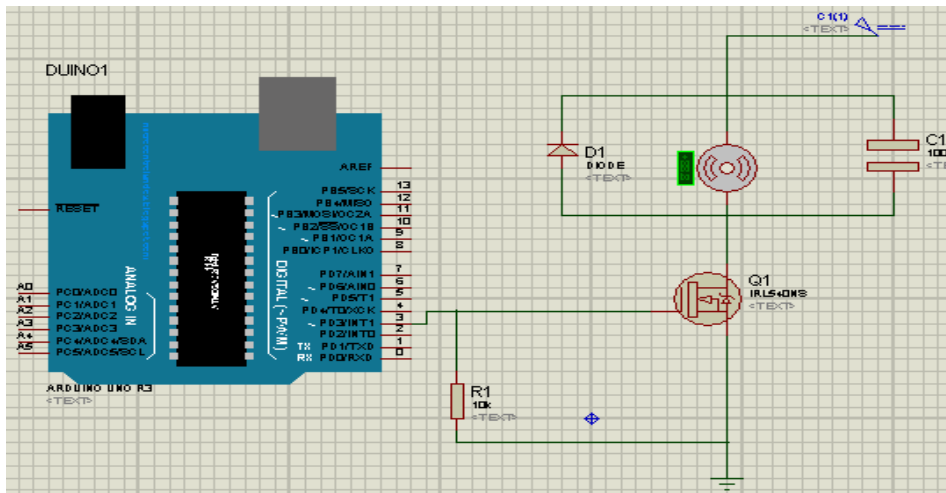 DUINO1
ARDUINO UNO R3
<TEXT>
RESET
A0
A1
A2
A3
A4
A5
PC0/ADC0
PC1/ADC1
PC2/ADC2
PC3/ADC3
PC4/ADC4/SDA
PC5/ADC5/SCL
ANALOG IN
DIGITAL (~PWM)
AREF
PB5/SCK 13
PB4/MISO 12
~PB3/MOSI/OC2A 11
~PB2/SS/OC1B 10
~PB1/OC1A 9
PB0/ICP1/CLKO 8
PD7/AIN1 7
~PD6/AIN0 6
~PD5/T1 5
PD4/T0/XCK 4
~PD3/INT1 3
PD2/INT0 2
TX PD1/TXD 1
RX PD0/RXD 0
R1
10k
<TEXT>
D1
DIODE
<TEXT>
C1(1)
<TEXT>
C1
Q1
IRL540NS
<TEXT>